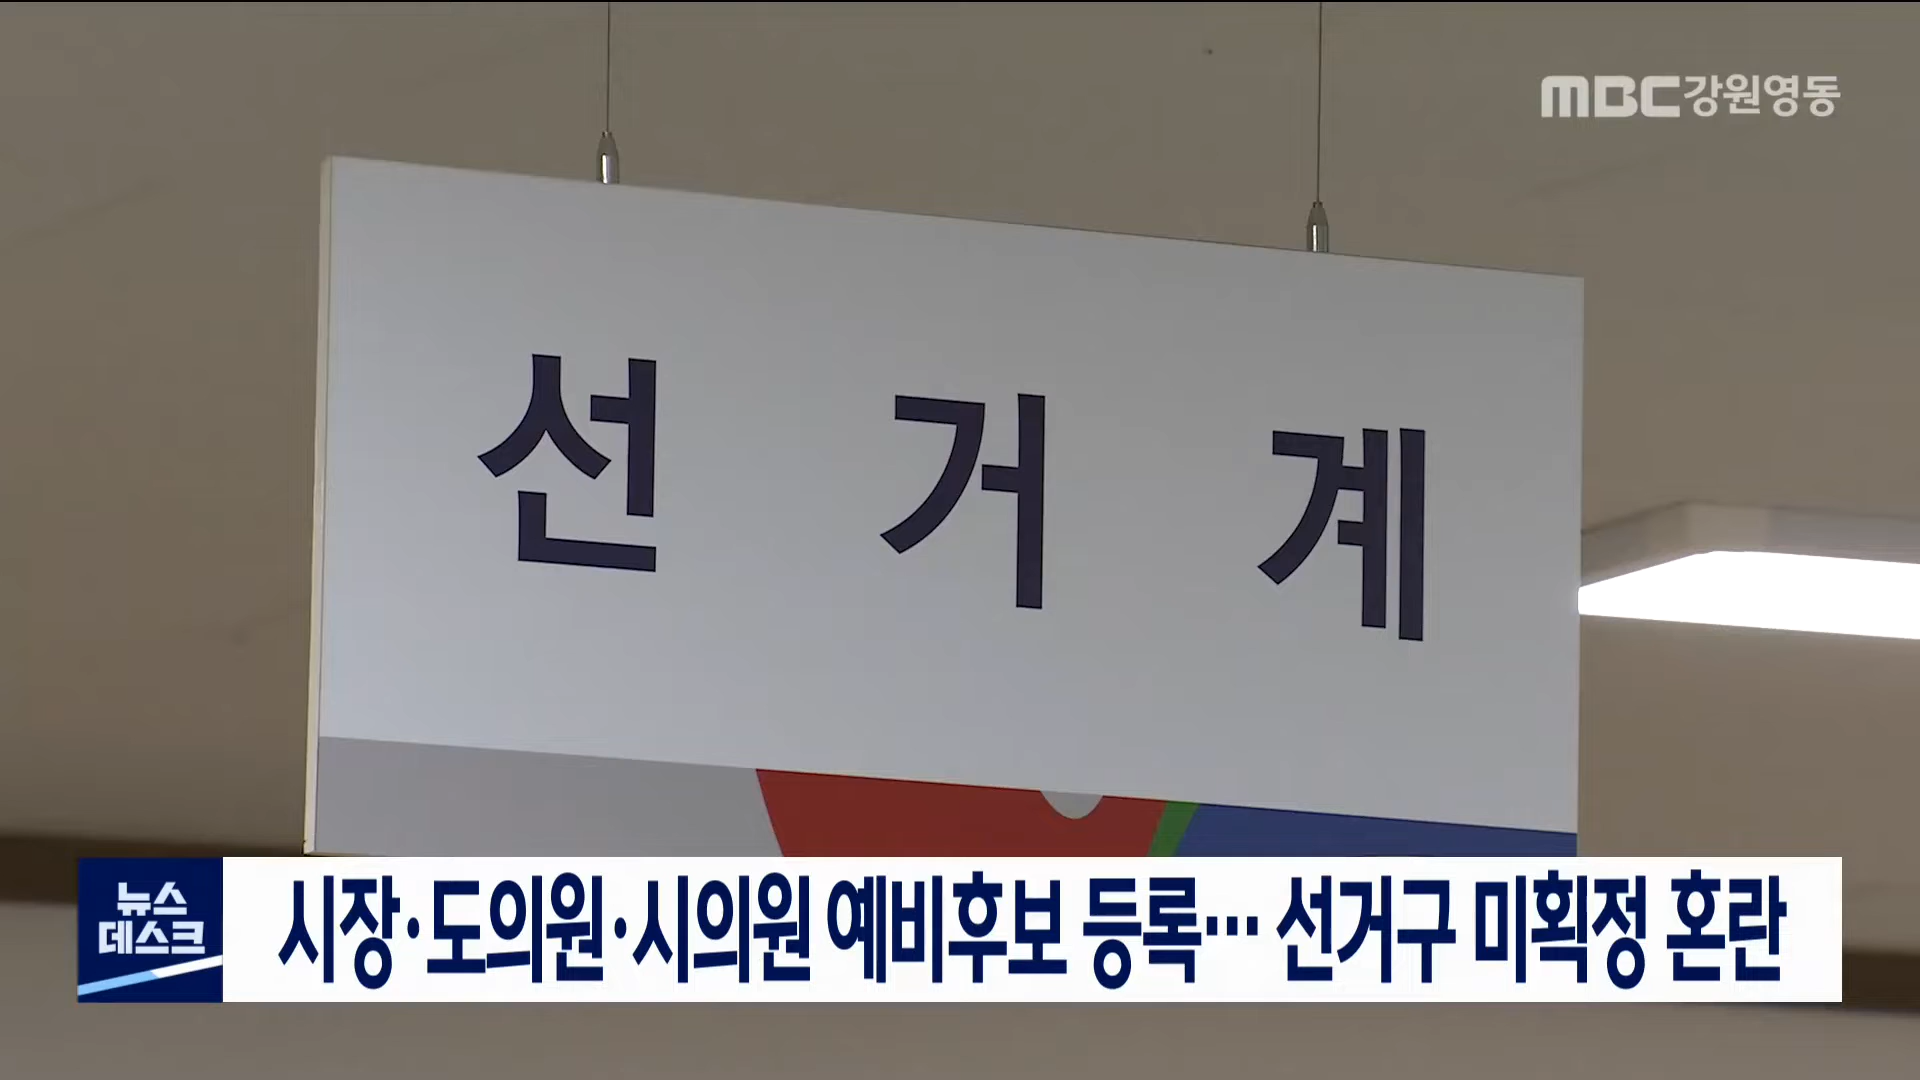 MBC강원영동
선 거 계
뉴스
데스크
시장·도의원·시의원 예비후보 등록… 선거구 미획정 혼란